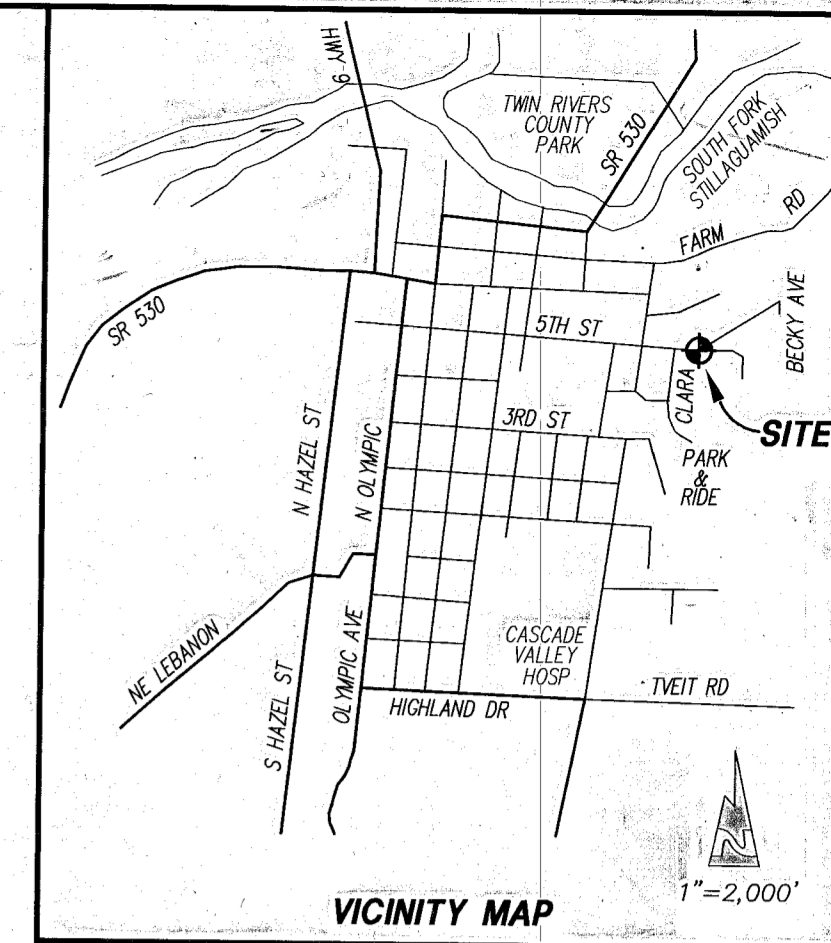 HWY-9
TWIN RIVERS
COUNTY
PARK
SR 530
SOUTH FORK
STILLAGUAMISH
FARM
RD
SR 530
5TH ST
BECKY AVE
CLARA
SITE
N HAZEL ST
N OLYMPIC
3RD ST
PARK
&
RIDE
NE LEBANON
S HAZEL ST
OLYMPIC AVE
CASCADE
VALLEY
HOSP
TVEIT RD
HIGHLAND DR
N
1"=2,000'
VICINITY MAP